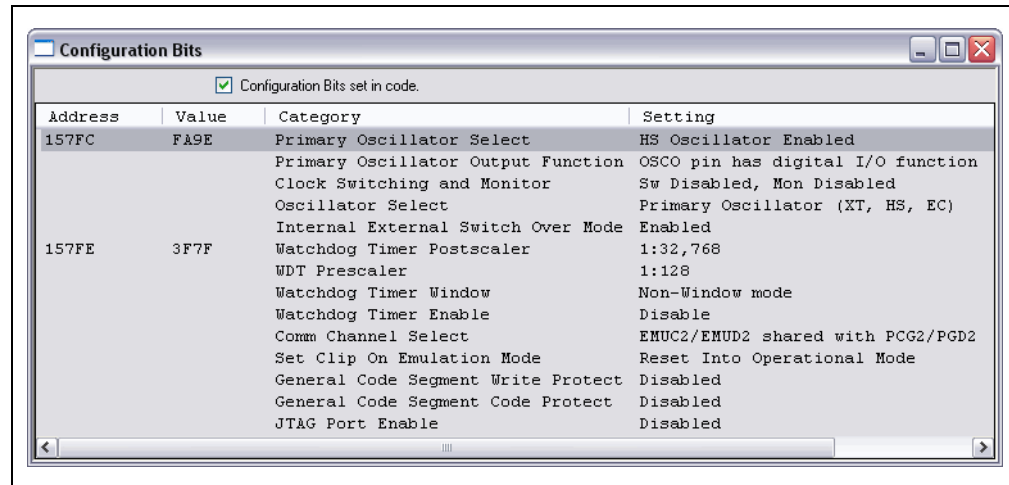 Configuration Bits
Configuration Bits set in code.
Address Value Category Setting
157FC FA9E Primary Oscillator Select HS Oscillator Enabled
Primary Oscillator Output Function OSCO pin has digital I/O function
Clock Switching and Monitor Sw Disabled, Mon Disabled
Oscillator Select Primary Oscillator (XT, HS, EC)
Internal External Switch Over Mode Enabled
157FE 3F7F Watchdog Timer Postscaler 1:32,768
WDT Prescaler 1:128
Watchdog Timer Window Non-Window mode
Watchdog Timer Enable Disable
Comm Channel Select EMUC2/EMUD2 shared with PCG2/PGD2
Set Clip On Emulation Mode Reset Into Operational Mode
General Code Segment Write Protect Disabled
General Code Segment Code Protect Disabled
JTAG Port Enable Disabled